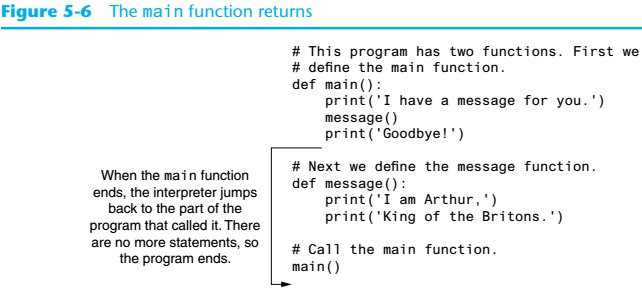 Figure 5-6 The main function returns
# This program has two functions. First we
# define the main function.
def main():
    print('I have a message for you.')
    message()
    print('Goodbye!')
# Next we define the message function.
def message():
    print('I am Arthur,')
    print('King of the Britons.')
# Call the main function.
main()
When the main function
ends, the interpreter jumps
back to the part of the
program that called it. There
are no more statements, so
the program ends.